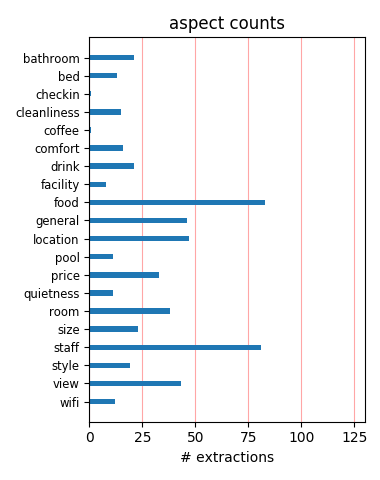 aspect counts
bathroom
bed
checkin
cleanliness
coffee
comfort
drink
facility
food
general
location
pool
price
quietness
room
size
staff
style
view
wifi
0 25 50 75 100 125
# extractions